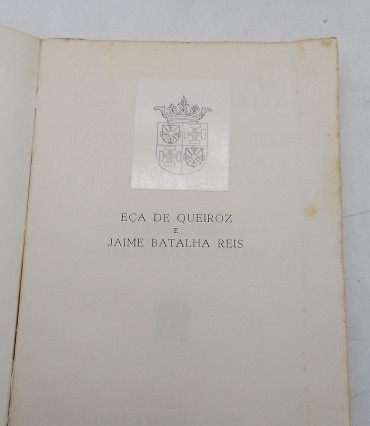 EÇA DE QUEIROZ
E
JAIME BATALHA REIS